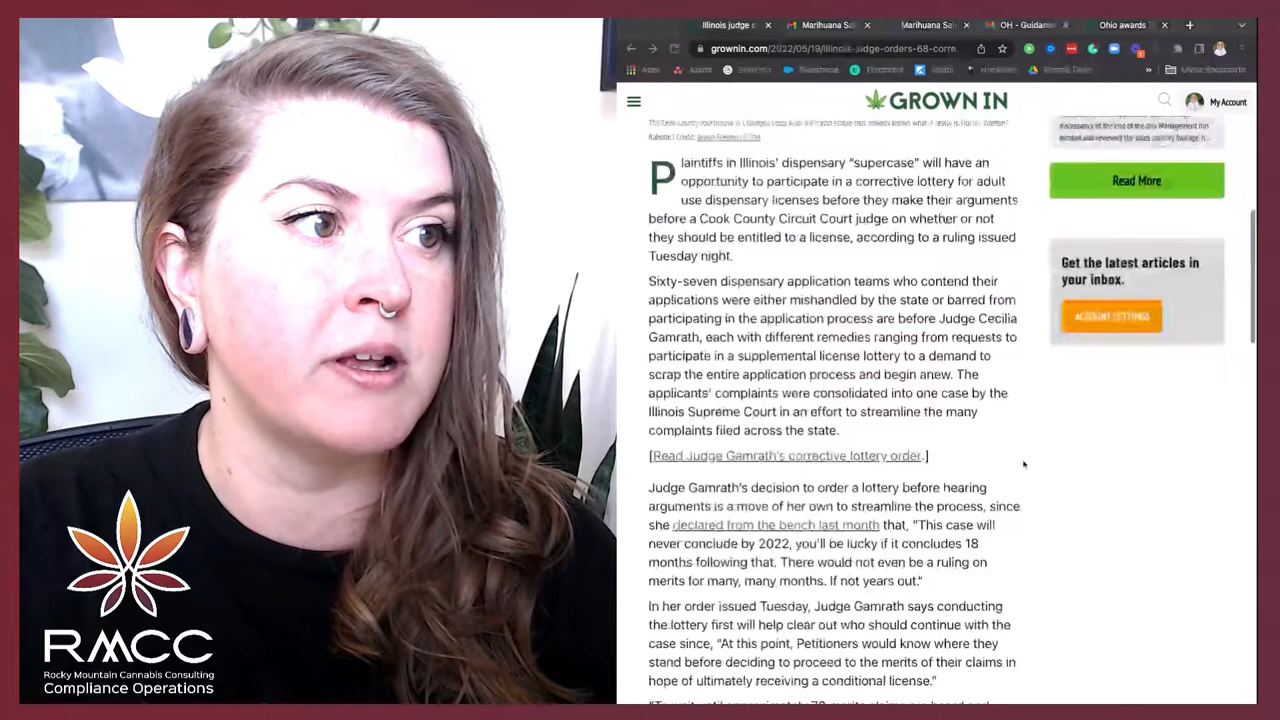 Illinois judge o
Marihuana Sal
Marihuana Sal
OH - Guidan
Ohio awards T
grownin.com/2022/05/19/illinois-judge-orders-68-corre...
Apps
GROWN IN
My Account
Read More
Plaintiffs in Illinois' dispensary “supercase” will have an
opportunity to participate in a corrective lottery for adult
use dispensary licenses before they make their arguments
before a Cook County Circuit Court judge on whether or not
they should be entitled to a license, according to a ruling issued
Tuesday night.
Get the latest articles in
your inbox.
ACCOUNT SETTINGS
Sixty-seven dispensary application teams who contend their
applications were either mishandled by the state or barred from
participating in the application process are before Judge Cecilia
Gamrath, each with different remedies ranging from requests to
participate in a supplemental license lottery to a demand to
scrap the entire application process and begin anew. The
applicants' complaints were consolidated into one case by the
Illinois Supreme Court in an effort to streamline the many
complaints filed across the state.
[Read Judge Gamrath's corrective lottery order.]
Judge Gamrath's decision to order a lottery before hearing
arguments is a move of her own to streamline the process, since
she declared from the bench last month that, “This case will
never conclude by 2022, you'll be lucky if it concludes 18
months following that. There would not even be a ruling on
merits for many, many months. If not years out.”
In her order issued Tuesday, Judge Gamrath says conducting
the lottery first will help clear out who should continue with the
case since, “At this point, Petitioners would know where they
stand before deciding to proceed to the merits of their claims in
hope of ultimately receiving a conditional license.”
RMCC
Rocky Mountain Cannabis Consulting
Compliance Operations